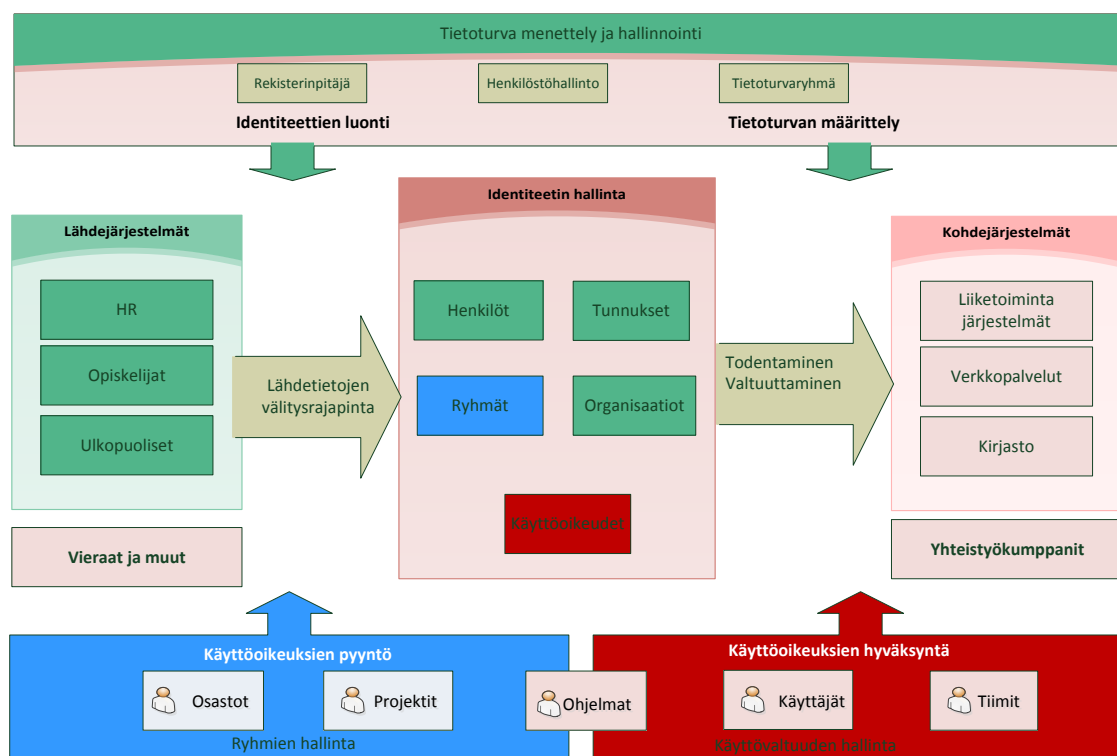 Tietoturva menettely ja hallinnointi
Rekisterinpitäjä
Henkilöstöhallinto
Tietoturvaryhmä
Identiteettien luonti
Tietoturvan määrittely
Lähdejärjestelmät
HR
Opiskelijat
Ulkopuoliset
Vieraat ja muut
Lähdetietojen
välitysrajapinta
Identiteetin hallinta
Henkilöt
Tunnukset
Ryhmät
Organisaatiot
Käyttöoikeudet
Todentaminen
Valtuuttaminen
Kohdejärjestelmät
Liiketoiminta
järjestelmät
Verkkopalvelut
Kirjasto
Yhteistyökumppanit
Käyttöoikeuksien pyyntö
Osastot
Projektit
Ohjelmat
Ryhmien hallinta
Käyttöoikeuksien hyväksyntä
Käyttäjät
Tiimit
Käyttövaltuuden hallinta